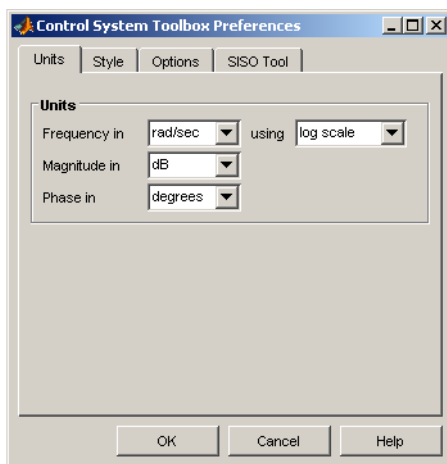 Control System Toolbox Preferences
Units Style Options SISO Tool
Units
Frequency in rad/sec using log scale
Magnitude in dB
Phase in degrees
OK Cancel Help